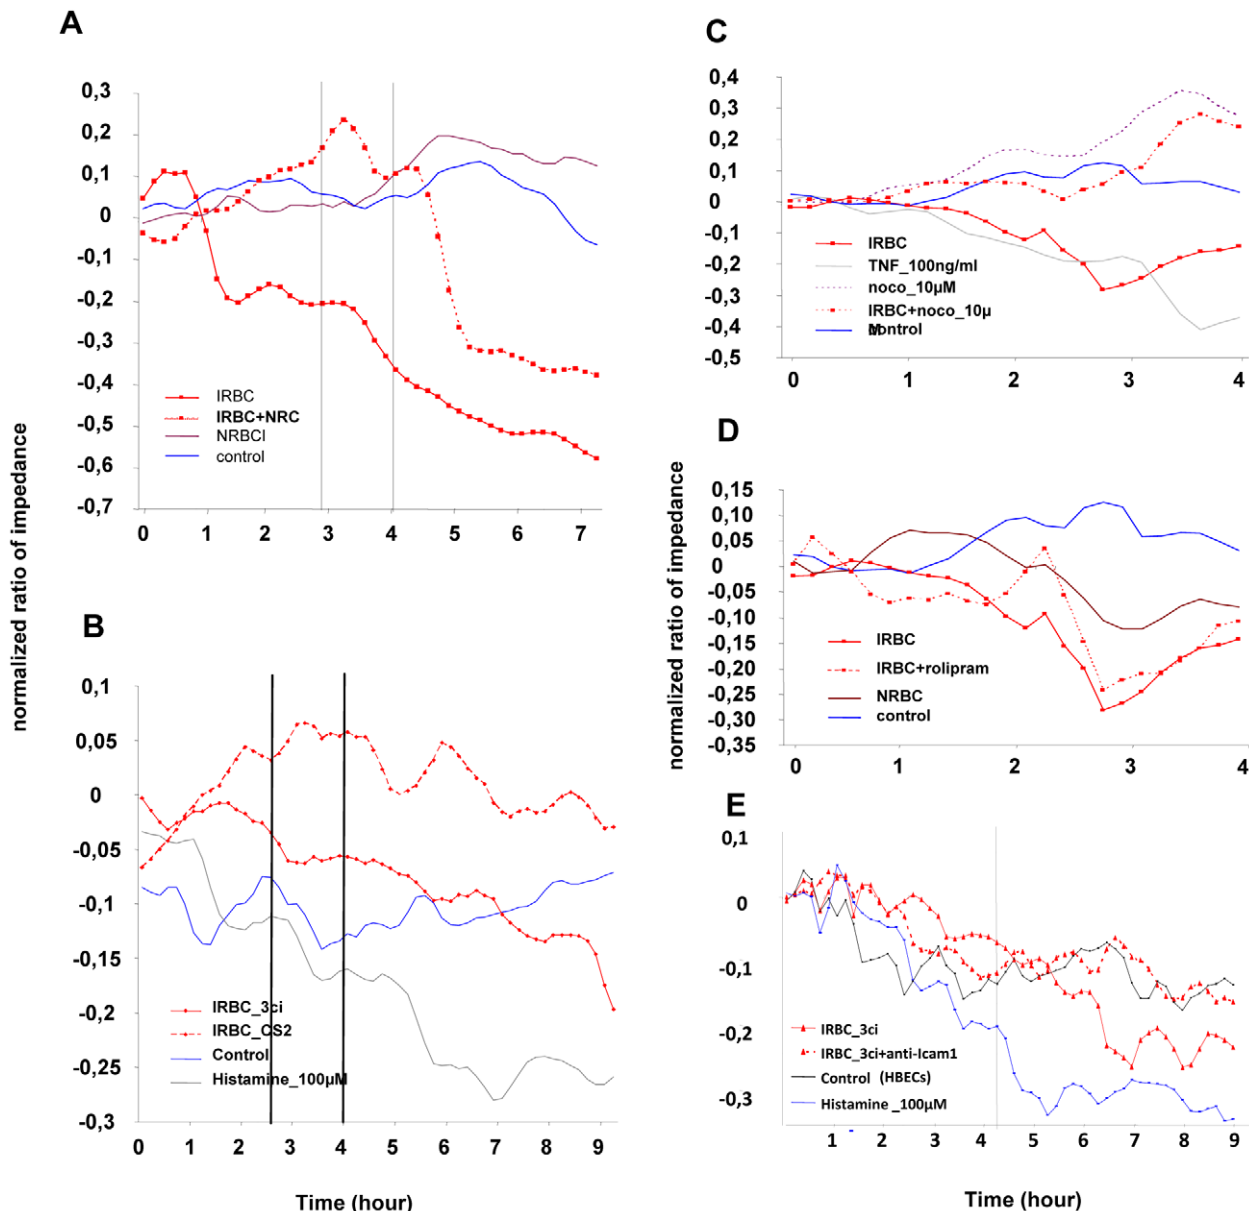 A
0,3
0,2
0,1
0
-0,1
-0,2
0,3
-0,4
-0,5
-0,6
-0,7
IRBC
IRBC+NRC
NRBCI
control
0 1 2 3 4 5 6 7
normalized ratio of impedance
B
0,1
0,05
0
-0,05
-0,1
-0,15
-0,2
-0,25
-0,3
IRBC_3ci
IRBC_CS2
Control
Histamine_100µM
0 1 2 3 4 5 6 7 8 9
Time (hour)
C
0,4
0,3
0,2
0,1
0
-0,1
-0,2
-0,3
-0,4
-0,5
IRBC
TNF_100ng/ml
noco_10µM
IRBC+noco_10µ
M
control
0 1 2 3 4
normalized ratio of impedance
D
0,15
0,10
0,05
0
-0,05
-0,10
-0,15
-0,20
-0,25
-0,30
-0,35
IRBC
IRBC+rolipram
NRBC
control
0 1 2 3 4
E
0,1
0
-0,1
-0,2
-0,3
IRBC_3ci
IRBC_3ci+anti-Icam1
Control (HBECs)
Histamine _100µM
1 2 3 4 5 6 7 8 9
Time (hour)